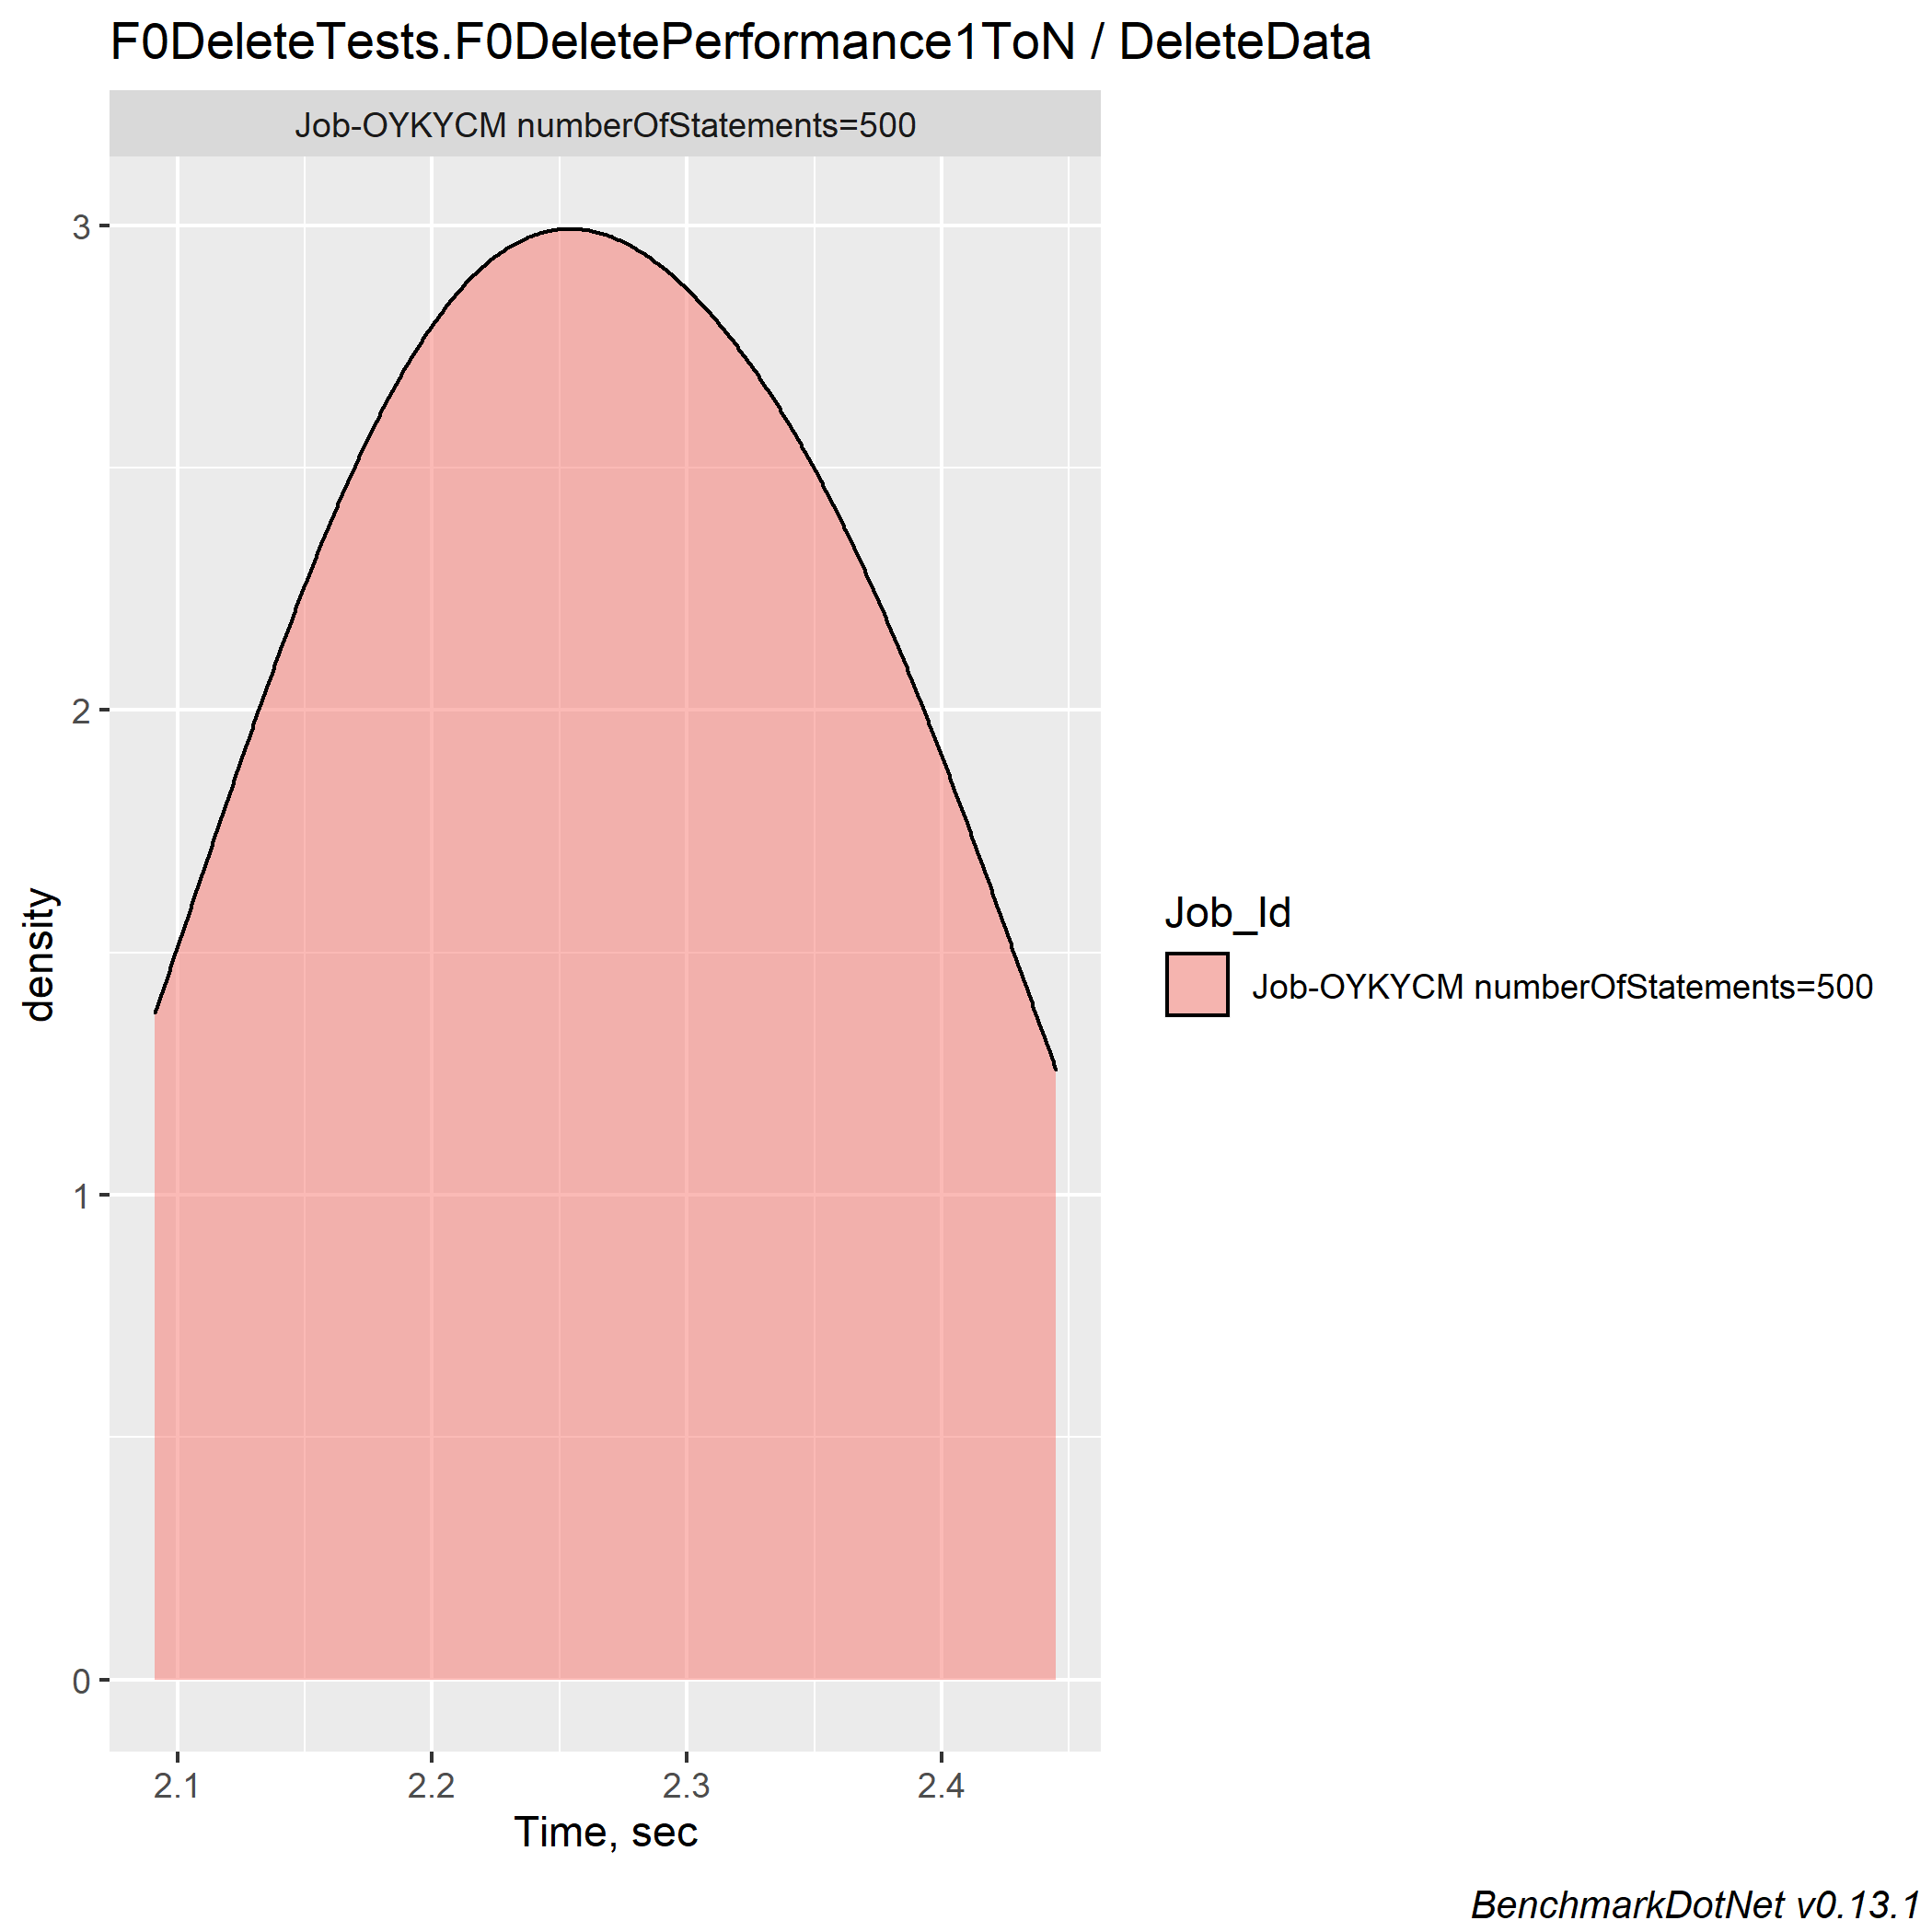 F0DeleteTests.F0DeletePerformance1ToN / DeleteData
Job-OYKYCM numberOfStatements=500
3
2
1
0
density
2.1 2.2 2.3 2.4
Time, sec
Job_Id
Job-OYKYCM numberOfStatements=500
BenchmarkDotNet v0.13.1